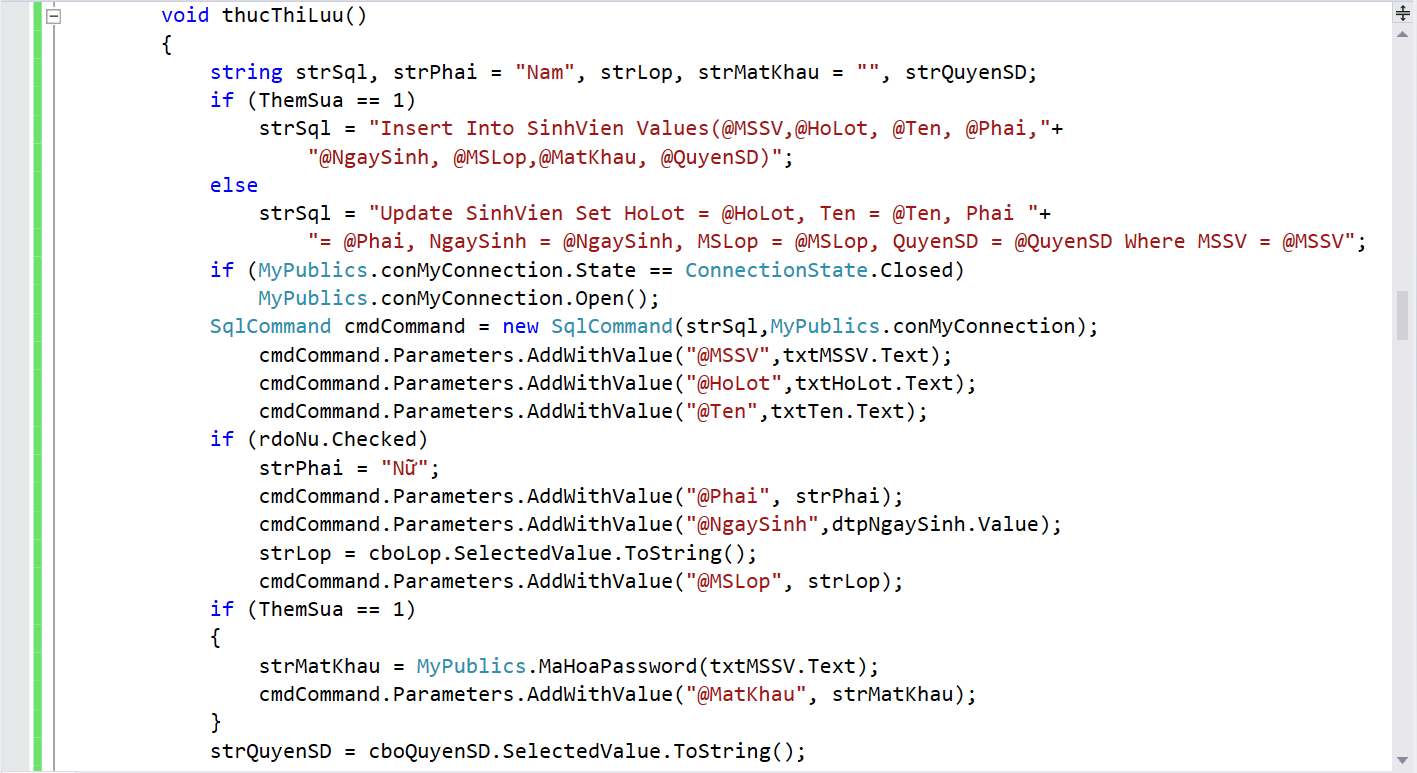 void thucThiLuu()
{
string strSql, strPhai = "Nam", strLop, strMatKhau = "", strQuyenSD;
if (ThemSua == 1)
strSql = "Insert Into SinhVien Values(@MSSV,@HoLot, @Ten, @Phai,"+
"@NgaySinh, @MSLop,@MatKhau, @QuyenSD)";
else
strSql = "Update SinhVien Set HoLot = @HoLot, Ten = @Ten, Phai "+
"= @Phai, NgaySinh = @NgaySinh, MSLop = @MSLop, QuyenSD = @QuyenSD Where MSSV = @MSSV";
if (MyPublics.conMyConnection.State == ConnectionState.Closed)
MyPublics.conMyConnection.Open();
SqlCommand cmdCommand = new SqlCommand(strSql,MyPublics.conMyConnection);
cmdCommand.Parameters.AddWithValue("@MSSV",txtMSSV.Text);
cmdCommand.Parameters.AddWithValue("@HoLot",txtHoLot.Text);
cmdCommand.Parameters.AddWithValue("@Ten",txtTen.Text);
if (rdoNu.Checked)
strPhai = "Nữ";
cmdCommand.Parameters.AddWithValue("@Phai", strPhai);
cmdCommand.Parameters.AddWithValue("@NgaySinh",dtpNgaySinh.Value);
strLop = cboLop.SelectedValue.ToString();
cmdCommand.Parameters.AddWithValue("@MSLop", strLop);
if (ThemSua == 1)
{
strMatKhau = MyPublics.MaHoaPassword(txtMSSV.Text);
cmdCommand.Parameters.AddWithValue("@MatKhau", strMatKhau);
}
strQuyenSD = cboQuyenSD.SelectedValue.ToString();